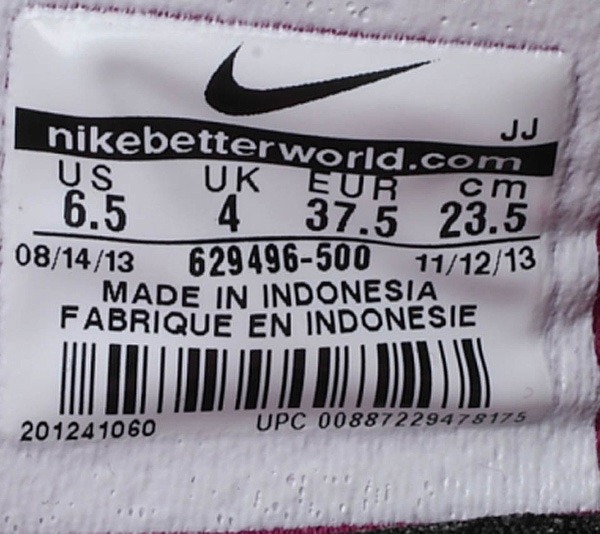 JJ
nikebetterworld.com
US UK EUR cm
6.5 4 37.5 23.5
08/14/13 629496-500 11/12/13
MADE IN INDONESIA
FABRIQUE EN INDONESIE
201241060 UPC 00887229478175